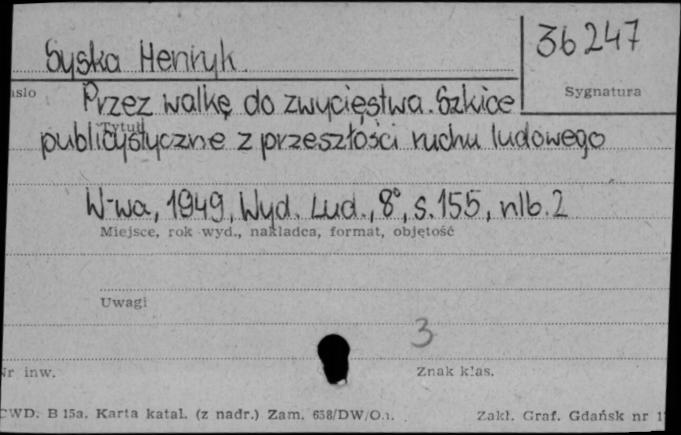 36247
Syska Henryk
Sygnatura
Przez walkę do zwycięstwa. Szkice
Tytuł
publicystyczne z przeszłości ruchu ludowego
W-wa, 1949, Wyd. Lud., 8°, s. 155, nlb. 2
Miejsce, rok wyd., nakładca, format, objętość
Uwagi
3
Nr inw.
Znak klas.
CWD. B 15a. Karta katal. (z nadr.) Zam. 658/DW/O.
Zakł. Graf. Gdańsk nr